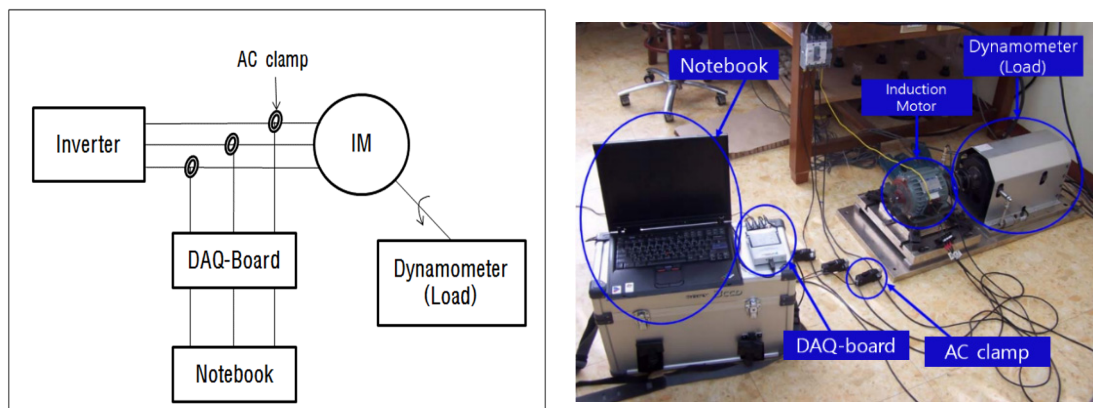 AC clamp
Inverter
IM
DAQ-Board
Dynamometer
(Load)
Notebook
Notebook
Dynamometer
(Load)
Induction
Motor
DAQ-board
AC clamp